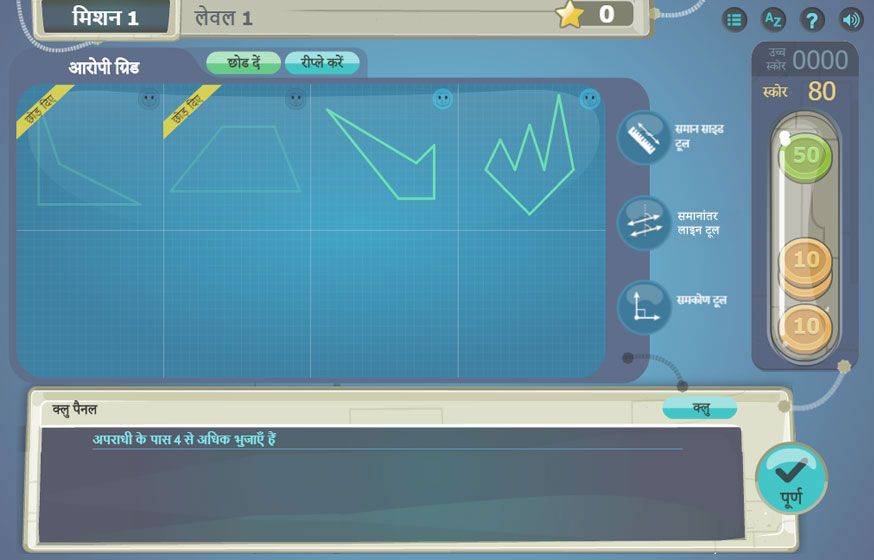 मिशन 1
लेवल 1
0
AZ
?
आरोपी ग्रिड
छोड दें
रीप्ले करें
उच्च
स्कोर 0000
स्कोर 80
छोड़ दिए
छोड़ दिए
समान साइड
टूल
समानांतर
लाइन टूल
समकोण टूल
50
10
10
क्लु पैनल
क्लु
अपराधी के पास 4 से अधिक भुजाएँ हैं
पूर्ण